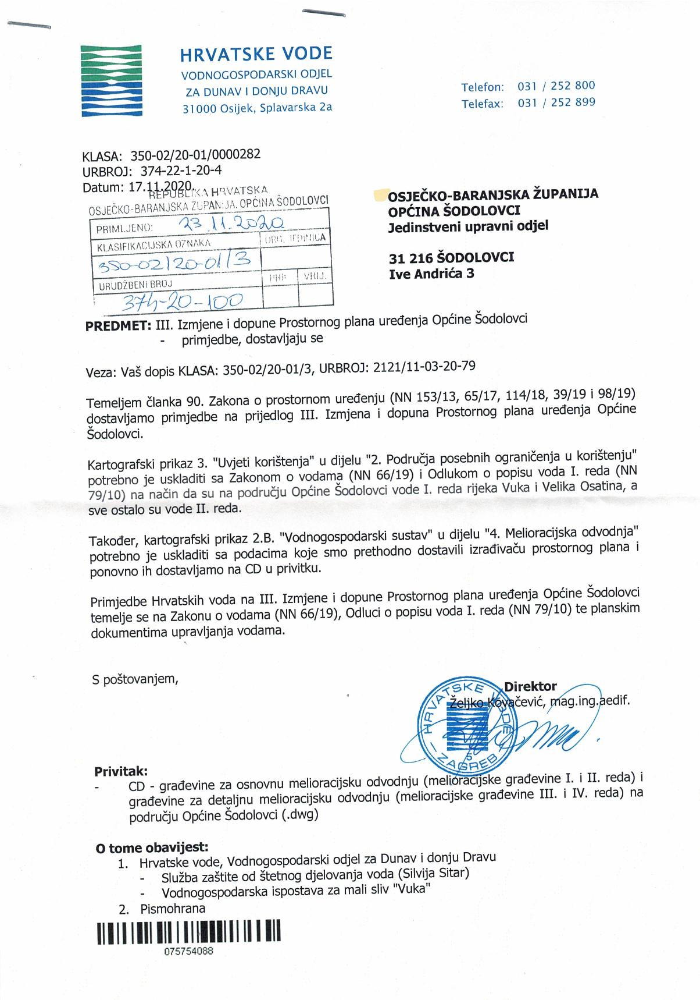 HRVATSKE VODE
VODNOGOSPODARSKI ODJEL
ZA DUNAV I DONJU DRAVU
31000 Osijek, Splavarska 2a
Telefon: 031 / 252 800
Telefax: 031 / 252 899
KLASA: 350-02/20-01/0000282
URBROJ: 374-22-1-20-4
Datum: 17.11.2020.
REPUBLIKA HRVATSKA
OSJEČKO-BARANJSKA ŽUPANIJA, OPĆINA ŠODOLOVCI
PRIMLJENO: 23.11.2020
KLASIFIKACIJSKA OZNAKA ORG. JEDINICA
350-02/20-01/3
URUDŽBENI BROJ PRP. VRIJ.
374-20-100
OSJEČKO-BARANJSKA ŽUPANIJA
OPĆINA ŠODOLOVCI
Jedinstveni upravni odjel
31 216 ŠODOLOVCI
Ive Andrića 3
PREDMET: III. Izmjene i dopune Prostornog plana uređenja Općine Šodolovci
- primjedbe, dostavljaju se
Veza: Vaš dopis KLASA: 350-02/20-01/3, URBROJ: 2121/11-03-20-79
Temeljem članka 90. Zakona o prostornom uređenju (NN 153/13, 65/17, 114/18, 39/19 i 98/19)
dostavljamo primjedbe na prijedlog III. Izmjena i dopuna Prostornog plana uređenja Općine
Šodolovci.
Kartografski prikaz 3. "Uvjeti korištenja" u dijelu "2. Područja posebnih ograničenja u korištenju"
potrebno je uskladiti sa Zakonom o vodama (NN 66/19) i Odlukom o popisu voda I. reda (NN
79/10) na način da su na području Općine Šodolovci vode I. reda rijeka Vuka i Velika Osatina, a
sve ostalo su vode II. reda.
Također, kartografski prikaz 2.B. "Vodnogospodarski sustav" u dijelu "4. Melioracijska odvodnja"
potrebno je uskladiti sa podacima koje smo prethodno dostavili izrađivaču prostornog plana i
ponovno ih dostavljamo na CD u privitku.
Primjedbe Hrvatskih voda na III. Izmjene i dopune Prostornog plana uređenja Općine Šodolovci
temelje se na Zakonu o vodama (NN 66/19), Odluci o popisu voda I. reda (NN 79/10) te planskim
dokumentima upravljanja vodama.
S poštovanjem,
Direktor
Željko Kovačević, mag.ing.aedif.
HRVATSKE VODE
5
ZAGREB
Privitak:
- CD - građevine za osnovnu melioracijsku odvodnju (melioracijske građevine I. i II. reda) i
građevine za detaljnu melioracijsku odvodnju (melioracijske građevine III. i IV. reda) na
području Općine Šodolovci (.dwg)
O tome obavijest:
1. Hrvatske vode, Vodnogospodarski odjel za Dunav i donju Dravu
- Služba zaštite od štetnog djelovanja voda (Silvija Sitar)
- Vodnogospodarska ispostava za mali sliv "Vuka"
2. Pismohrana
075754088